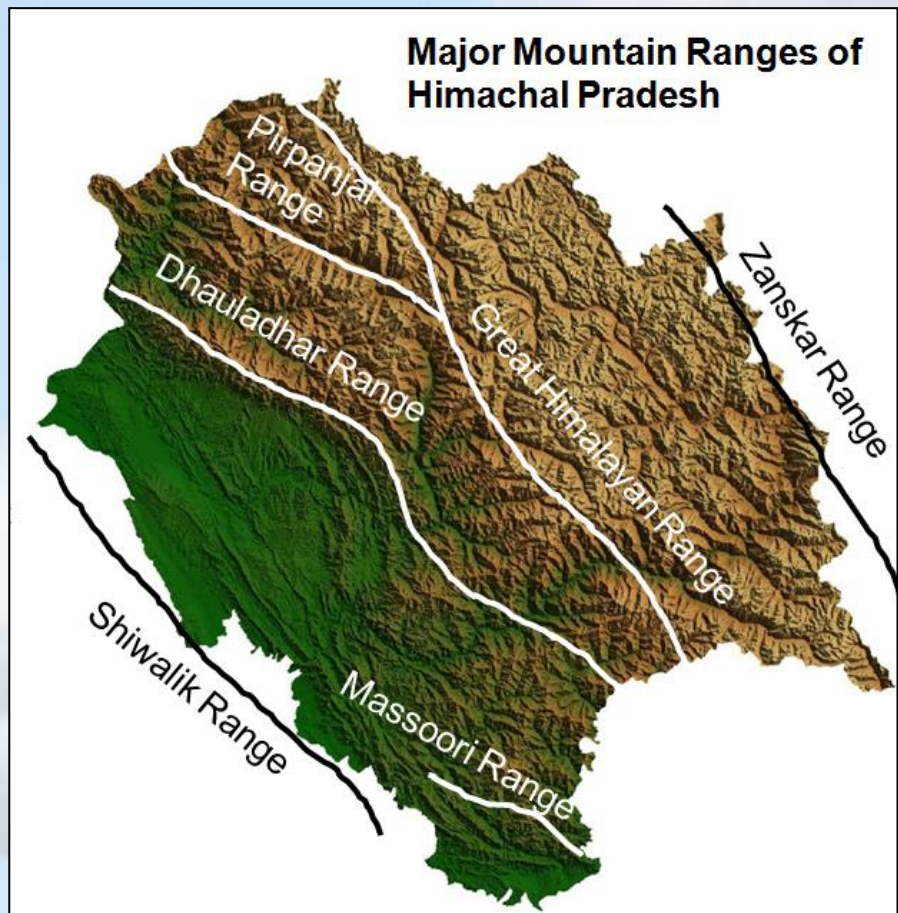 Major Mountain Ranges of
Himachal Pradesh
Pirpanjal
Range
Dhauladhar Range
Great Himalayan Range
Zanskar Range
Shiwalik Range
Massoori Range